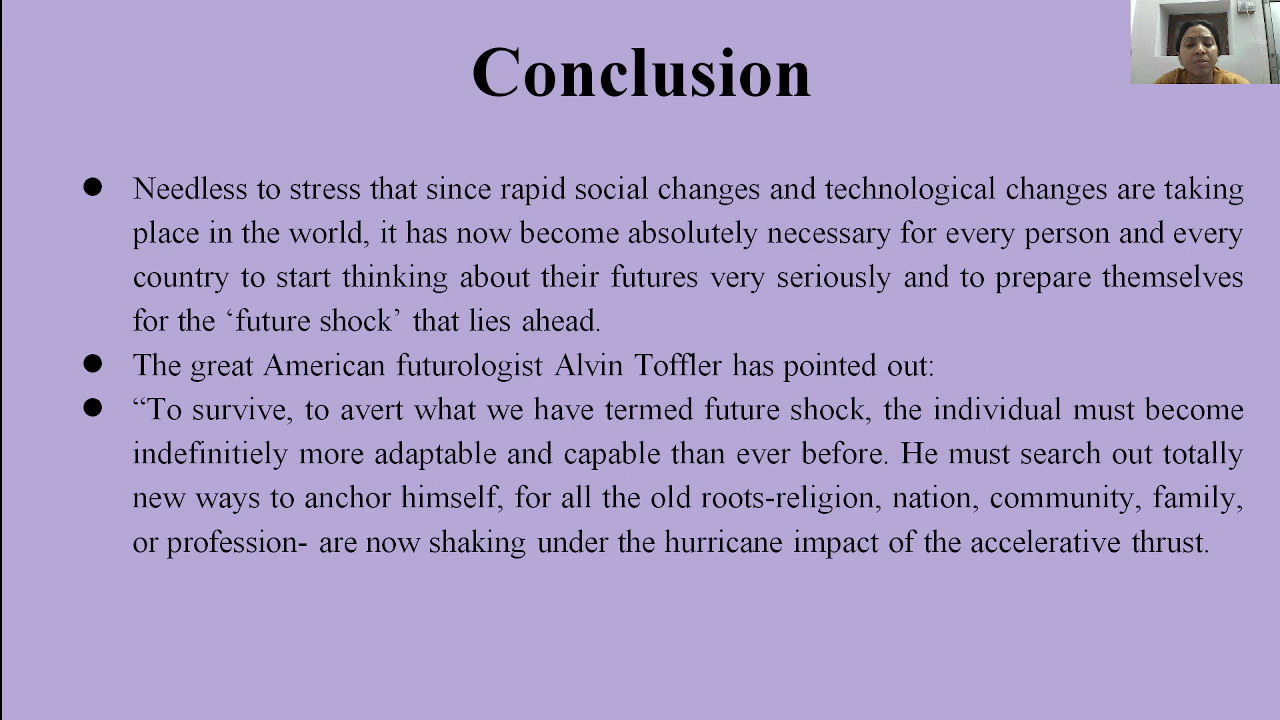 Conclusion
● Needless to stress that since rapid social changes and technological changes are taking
place in the world, it has now become absolutely necessary for every person and every
country to start thinking about their futures very seriously and to prepare themselves
for the ‘future shock’ that lies ahead.
● The great American futurologist Alvin Toffler has pointed out:
● “To survive, to avert what we have termed future shock, the individual must become
indefinitiely more adaptable and capable than ever before. He must search out totally
new ways to anchor himself, for all the old roots-religion, nation, community, family,
or profession- are now shaking under the hurricane impact of the accelerative thrust.